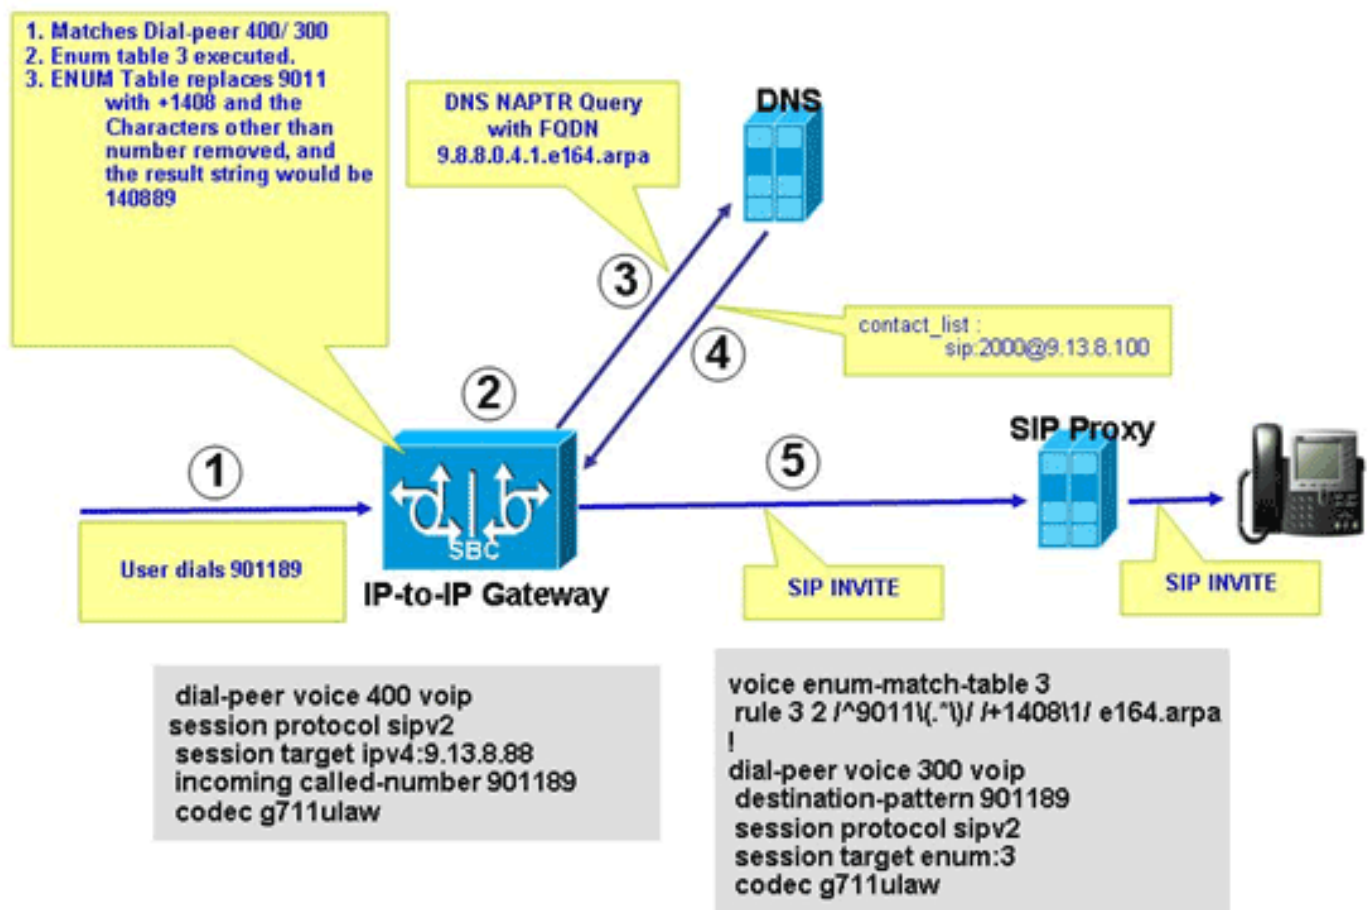 1. Matches Dial-peer 400/ 300
2. Enum table 3 executed.
3. ENUM Table replaces 9011
with +1408 and the
Characters other than
number removed, and
the result string would be
140889
DNS NAPTR Query
with FQDN
9.8.8.0.4.1.e164.arpa
DNS
3
4
contact_list :
sip:2000@9.13.8.100
2
1
User dials 901189
SBC
IP-to-IP Gateway
5
SIP INVITE
SIP Proxy
SIP INVITE
dial-peer voice 400 voip
session protocol sipv2
session target ipv4:9.13.8.88
incoming called-number 901189
codec g711ulaw
voice enum-match-table 3
rule 3 2 /^9011\(.*\)/ /+1408\1/ e164.arpa
!
dial-peer voice 300 voip
destination-pattern 901189
session protocol sipv2
session target enum:3
codec g711ulaw